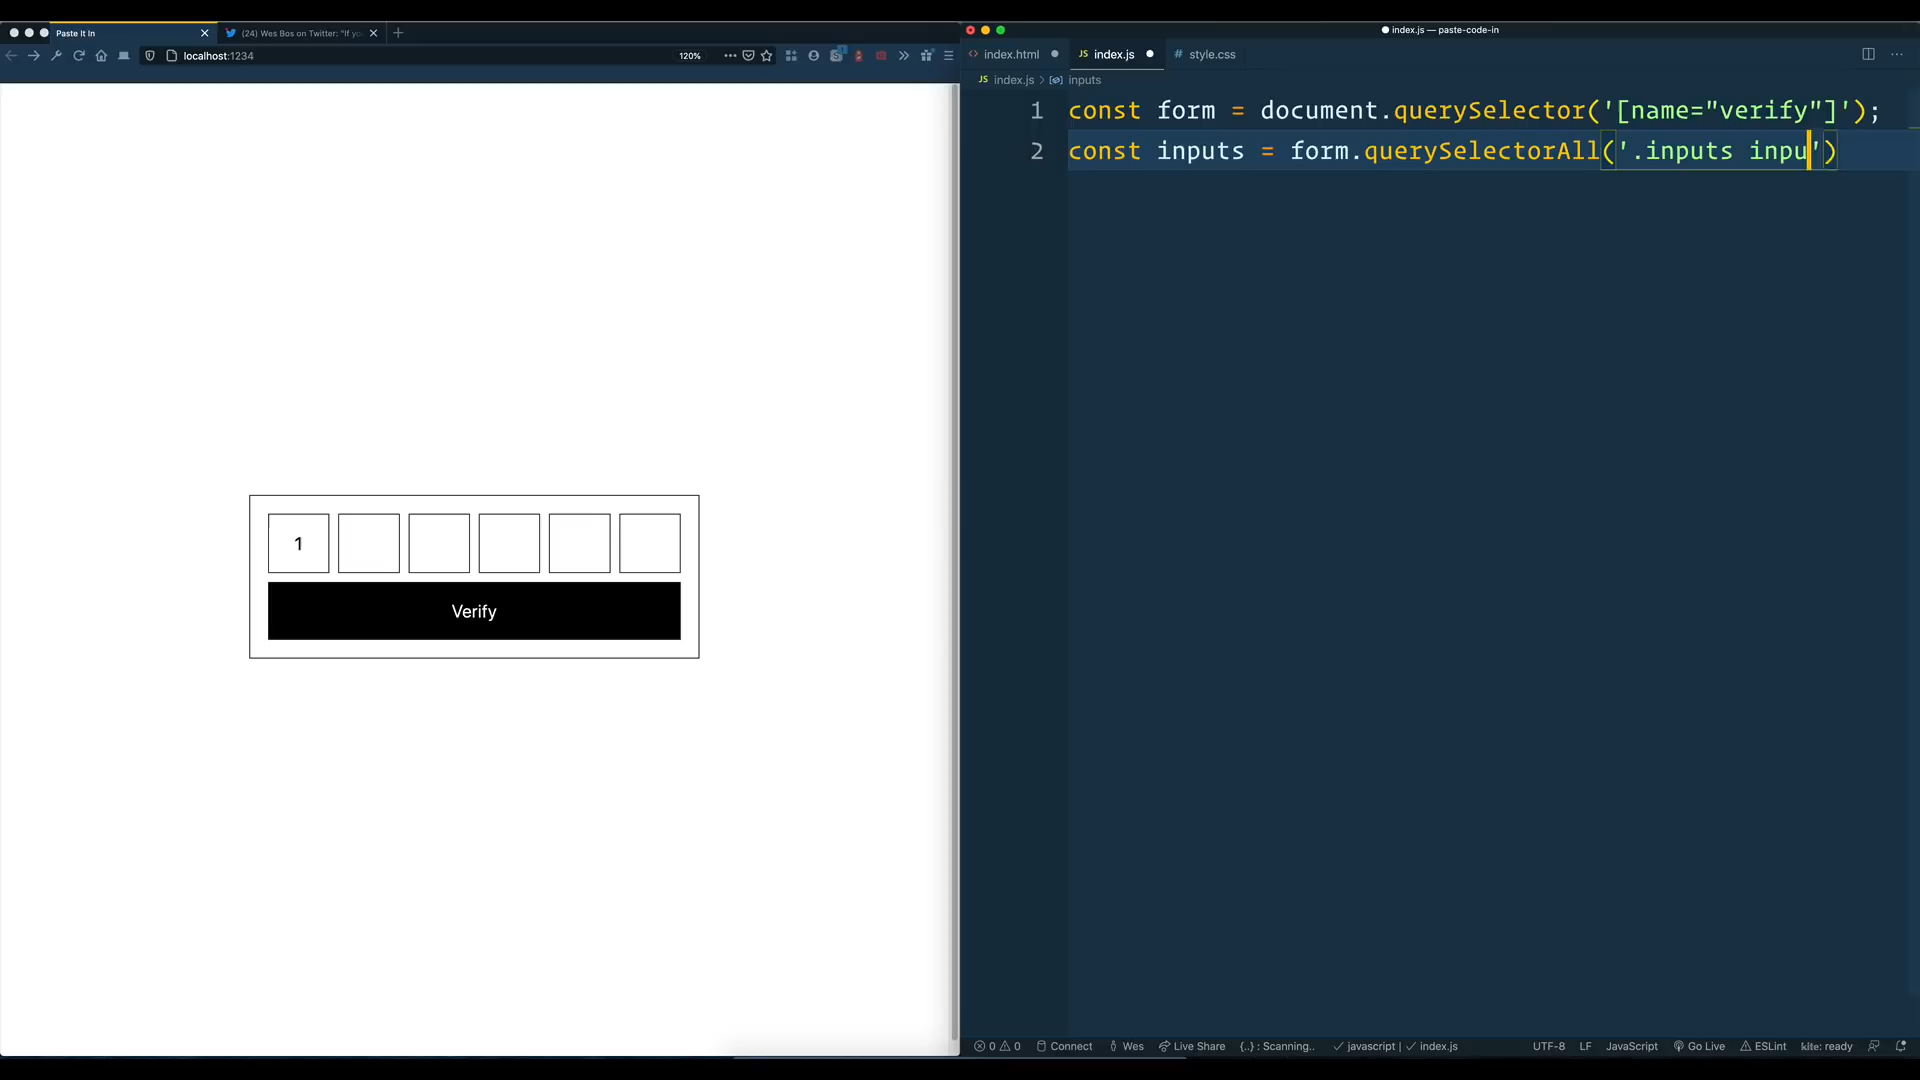 Paste It In
(24) Wes Bos on Twitter: "If yo
localhost:1234
120%
1
Verify
index.js — paste-code-in
index.html
JS index.js
# style.css
JS index.js > inputs
1 const form = document.querySelector('[name="verify"]');
2 const inputs = form.querySelectorAll('.inputs inpu')
0 0 Connect Wes Live Share {..} : Scanning.. ✓ javascript | ✓ index.js
UTF-8 LF JavaScript Go Live ESLint kite: ready